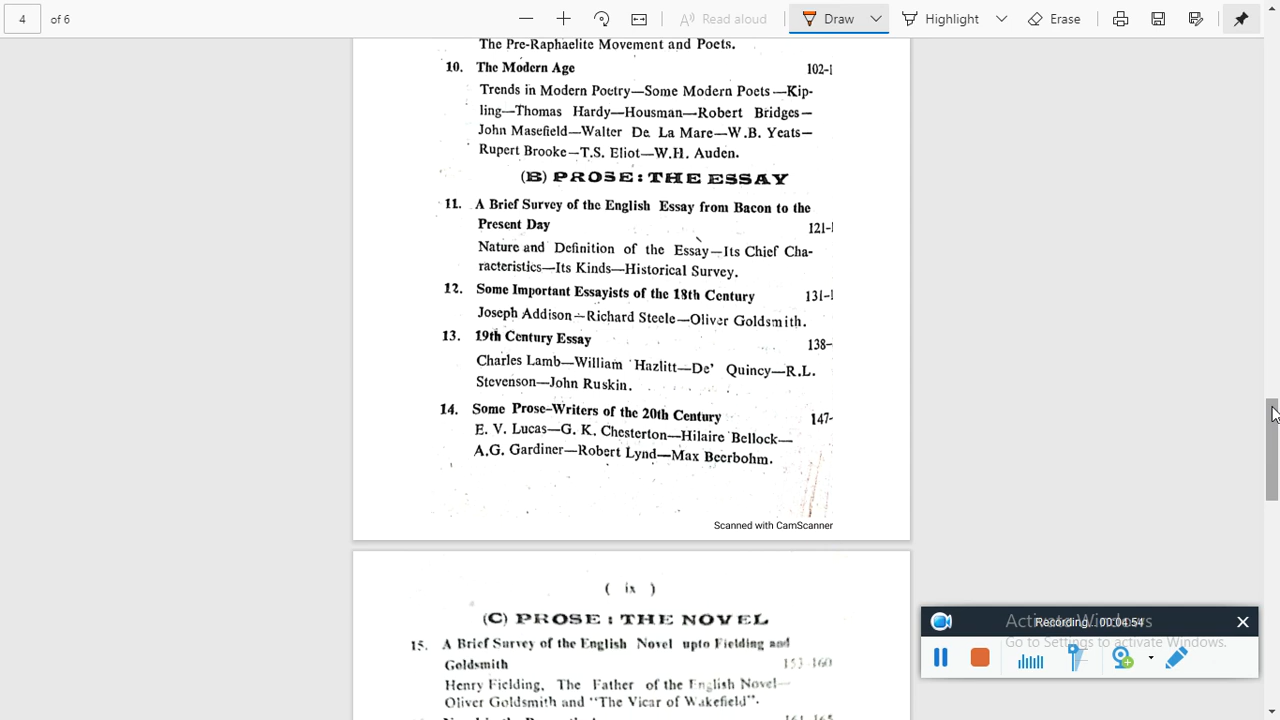 4 of 6
Read aloud
Draw
Highlight
Erase
The Pre-Raphaelite Movement and Poets.
10. The Modern Age 102-
Trends in Modern Poetry—Some Modern Poets—Kip-
ling—Thomas Hardy—Housman—Robert Bridges—
John Masefield—Walter De La Mare—W.B. Yeats—
Rupert Brooke—T.S. Eliot—W.H. Auden.
(B) PROSE : THE ESSAY
11. A Brief Survey of the English Essay from Bacon to the
Present Day 121-
Nature and Definition of the Essay—Its Chief Cha-
racteristics—Its Kinds—Historical Survey.
12. Some Important Essayists of the 18th Century 131-
Joseph Addison—Richard Steele—Oliver Goldsmith.
13. 19th Century Essay 138-
Charles Lamb—William Hazlitt—De' Quincy—R.L.
Stevenson—John Ruskin.
14. Some Prose-Writers of the 20th Century 147-
E. V. Lucas—G. K. Chesterton—Hilaire Bellock—
A.G. Gardiner—Robert Lynd—Max Beerbohm.
Scanned with CamScanner
( ix )
(C) PROSE : THE NOVEL
15. A Brief Survey of the English Novel upto Fielding and
Goldsmith 153-160
Henry Fielding, The Father of the English Novel—
Oliver Goldsmith and "The Vicar of Wakefield".
161-165
Activate Windows
Go to Settings to activate Windows.
Recording... 00:04:54